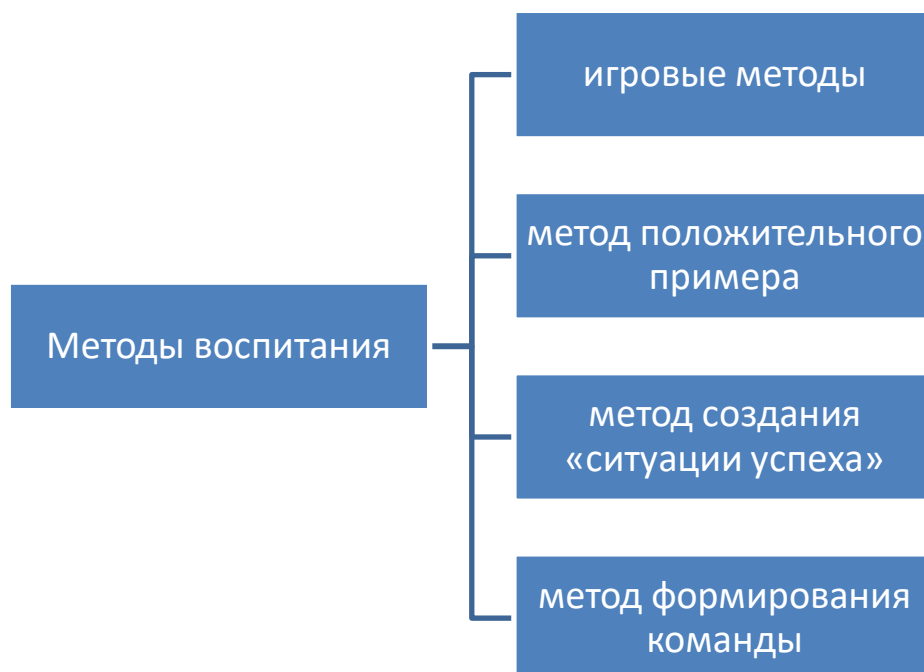 игровые методы
метод положительного
примера
Методы воспитания
метод создания
«ситуации успеха»
метод формирования
команды